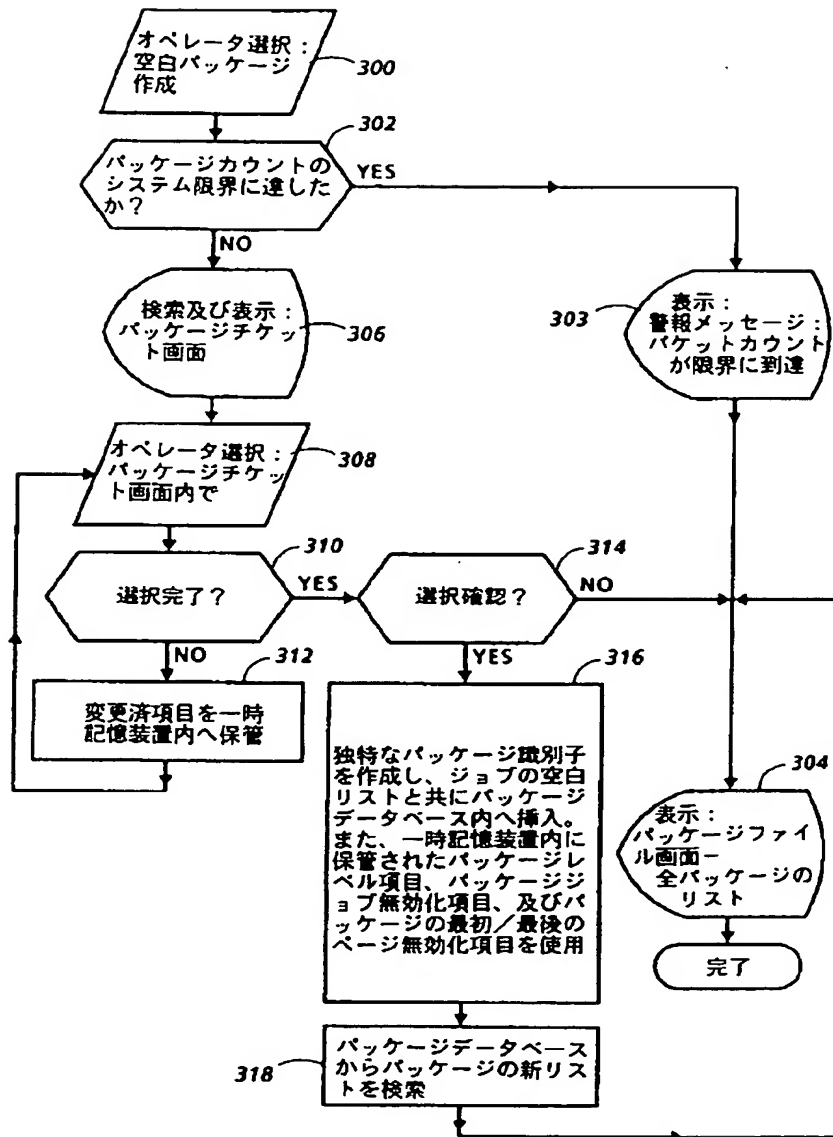 オペレータ選択：
空白パッケージ
作成
300
302
パッケージカウントの
システム限界に達した
か？
YES
NO
検索及び表示：
パッケージチケッ
ト画面
306
303
表示：
警報メッセージ：
パケットカウント
が限界に到達
オペレータ選択：
パッケージチケッ
ト画面内で
308
310
選択完了？
YES
314
選択確認？
NO
NO
312
変更済項目を一時
記憶装置内へ保管
YES
316
独特なパッケージ識別子
を作成し、ジョブの空白
リストと共にパッケージ
データベース内へ挿入。
また、一時記憶装置内に
保管されたパッケージレ
ベル項目、パッケージジ
ョブ無効化項目、及びパ
ッケージの最初／最後の
ページ無効化項目を使用
304
表示：
パッケージファイ
ル画面－
全パッケージの
リスト
完了
318
パッケージデータベース
からパッケージの新リス
トを検索